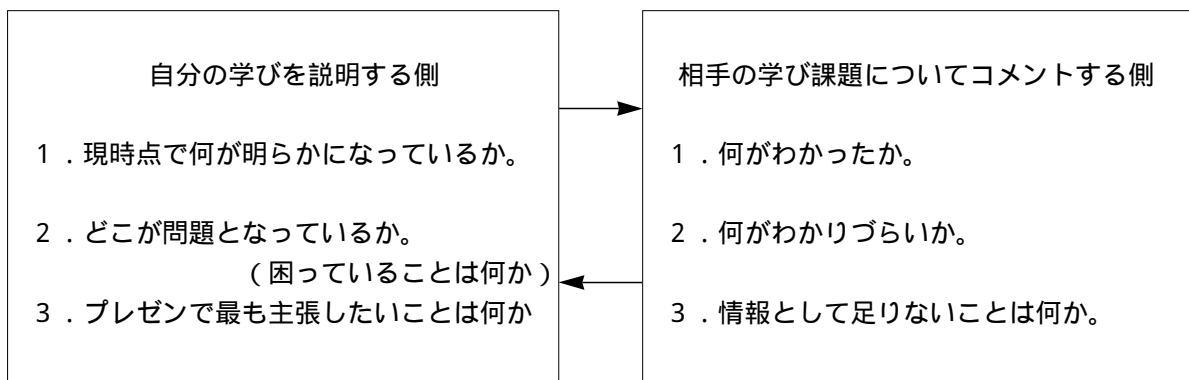 自分の学びを説明する側
1．現時点で何が明らかになっているか。
2．どこが問題となっているか。
（困っていることは何か）
3．プレゼンで最も主張したいことは何か
相手の学び課題についてコメントする側
1．何がわかったか。
2．何がわかりづらいか。
3．情報として足りないことは何か。